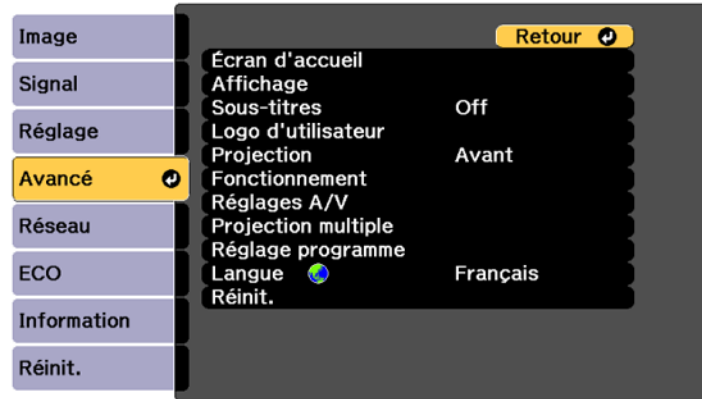 Image
Signal
Réglage
Avancé
Réseau
ECO
Information
Réinit.
Retour
Écran d'accueil
Affichage
Sous-titres Off
Logo d'utilisateur
Projection Avant
Fonctionnement
Réglages A/V
Projection multiple
Réglage programme
Langue Français
Réinit.